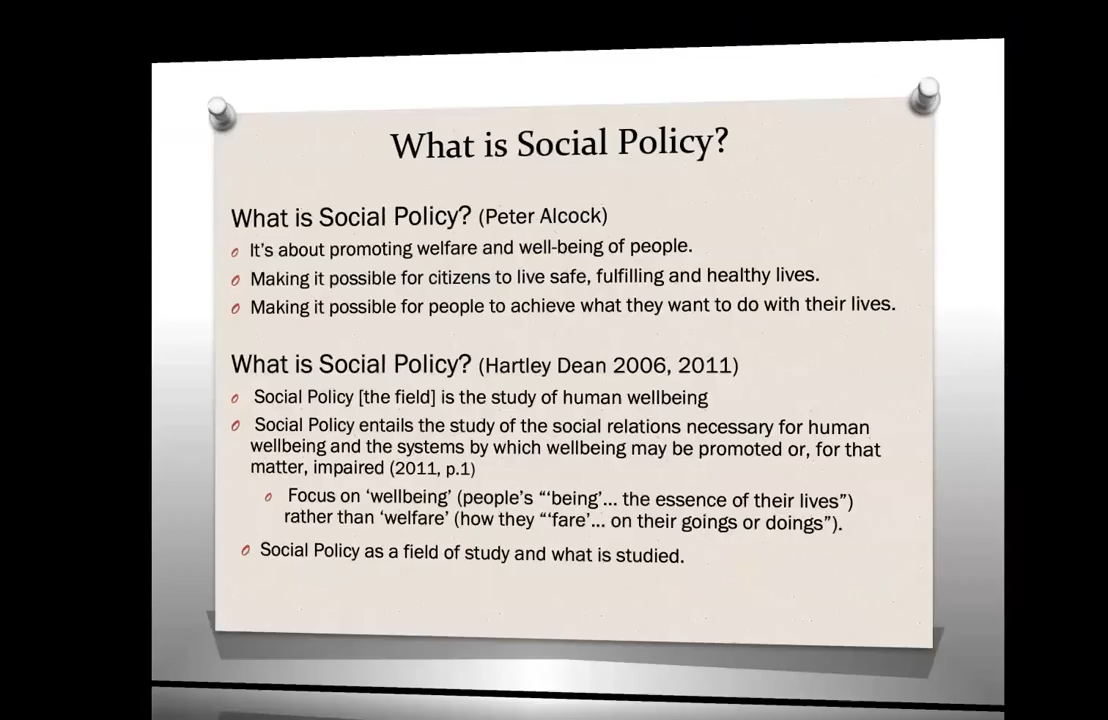 What is Social Policy?
What is Social Policy? (Peter Alcock)
It's about promoting welfare and well-being of people.
Making it possible for citizens to live safe, fulfilling and healthy lives.
Making it possible for people to achieve what they want to do with their lives.
What is Social Policy? (Hartley Dean 2006, 2011)
Social Policy [the field] is the study of human wellbeing
Social Policy entails the study of the social relations necessary for human
wellbeing and the systems by which wellbeing may be promoted or, for that
matter, impaired (2011, p.1)
Focus on ‘wellbeing’ (people's “‘being’... the essence of their lives”)
rather than ‘welfare’ (how they “‘fare’... on their goings or doings”).
Social Policy as a field of study and what is studied.